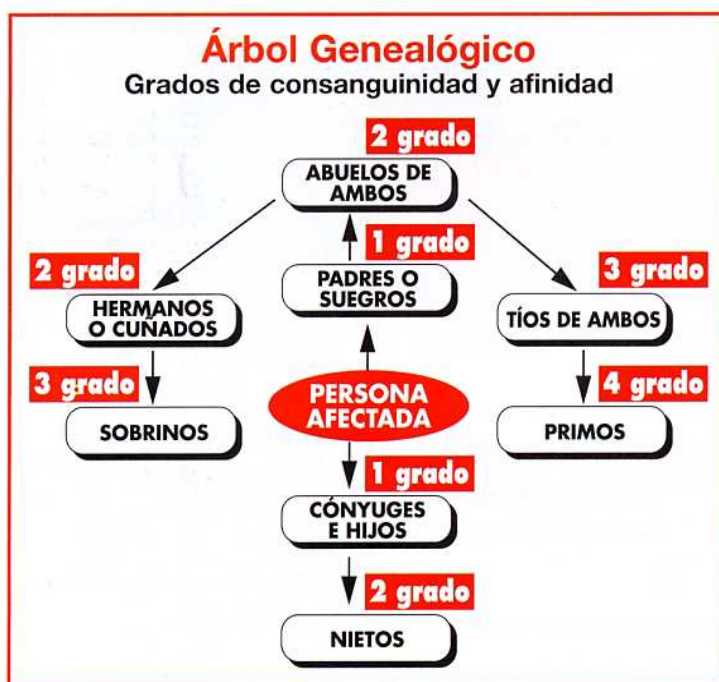 Árbol Genealógico
Grados de consanguinidad y afinidad
2 grado
ABUELOS DE
AMBOS
1 grado
PADRES O
SUEGROS
2 grado
HERMANOS
O CUÑADOS
3 grado
TÍOS DE AMBOS
3 grado
SOBRINOS
PERSONA
AFECTADA
4 grado
PRIMOS
1 grado
CÓNYUGES
E HIJOS
2 grado
NIETOS